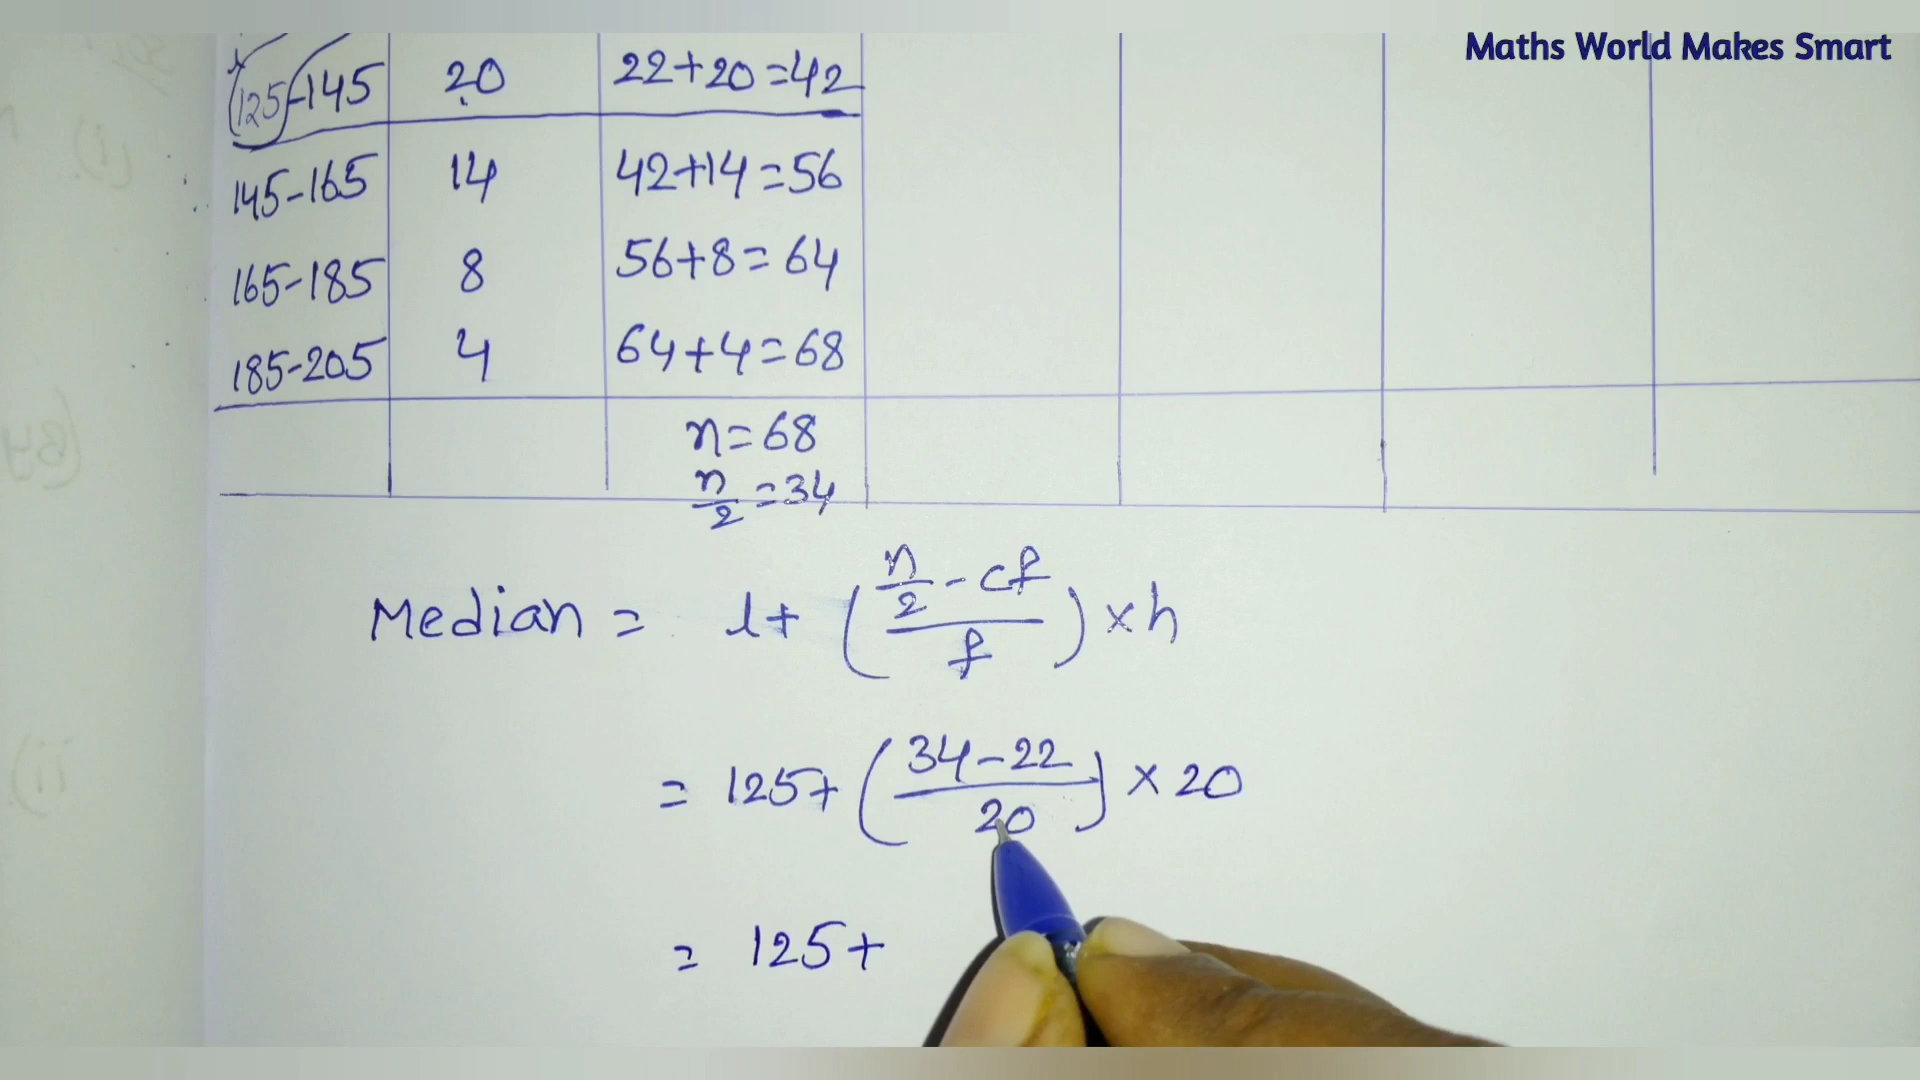 Maths World Makes Smart
125-145 20 22+20=42
145-165 14 42+14=56
165-185 8 56+8=64
185-205 4 64+4=68
n=68
n/2=34
Median = l+ (n/2-cf / f) ×h
= 125+ (34-22 / 20) × 20
= 125+